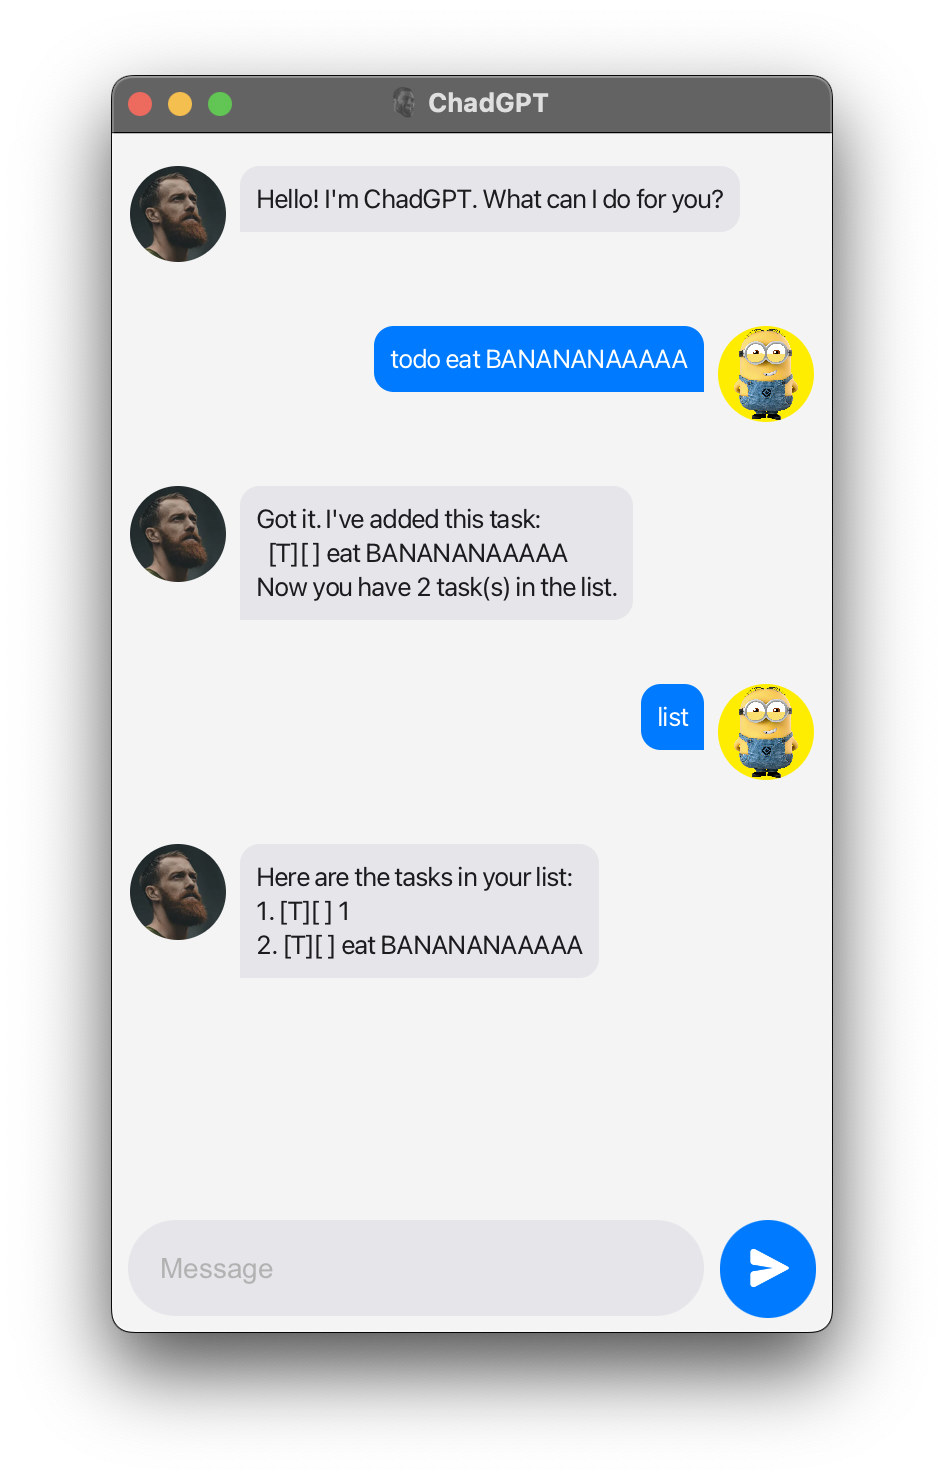 ChadGPT
Hello! I'm ChadGPT. What can I do for you?
todo eat BANANANAAAAA
Got it. I've added this task:
[T][ ] eat BANANANAAAAA
Now you have 2 task(s) in the list.
list
Here are the tasks in your list:
1. [T][ ] 1
2. [T][ ] eat BANANANAAAAA
Message